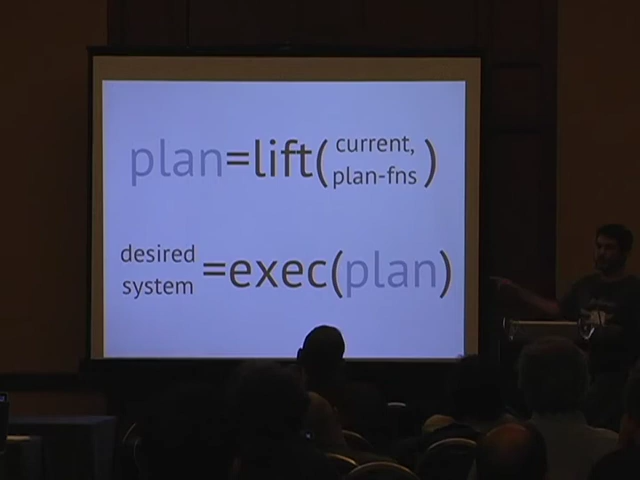 plan=lift(current,
plan-fns)
desired
system=exec(plan)